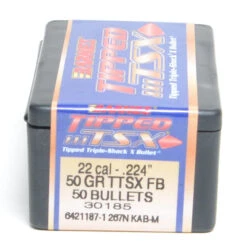 BARNES
TIPPED
TSX
Tipped Triple-Shock X Bullet
TIPPED
TSX
Tipped Triple-Shock X Bullet
22 cal - .224"
50 GR TTSX FB
50 BULLETS
30185
6421187-1 267N KAB-M